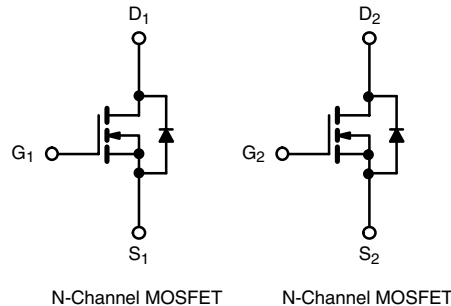 D1 D2
G1 G2
S1 S2
N-Channel MOSFET N-Channel MOSFET